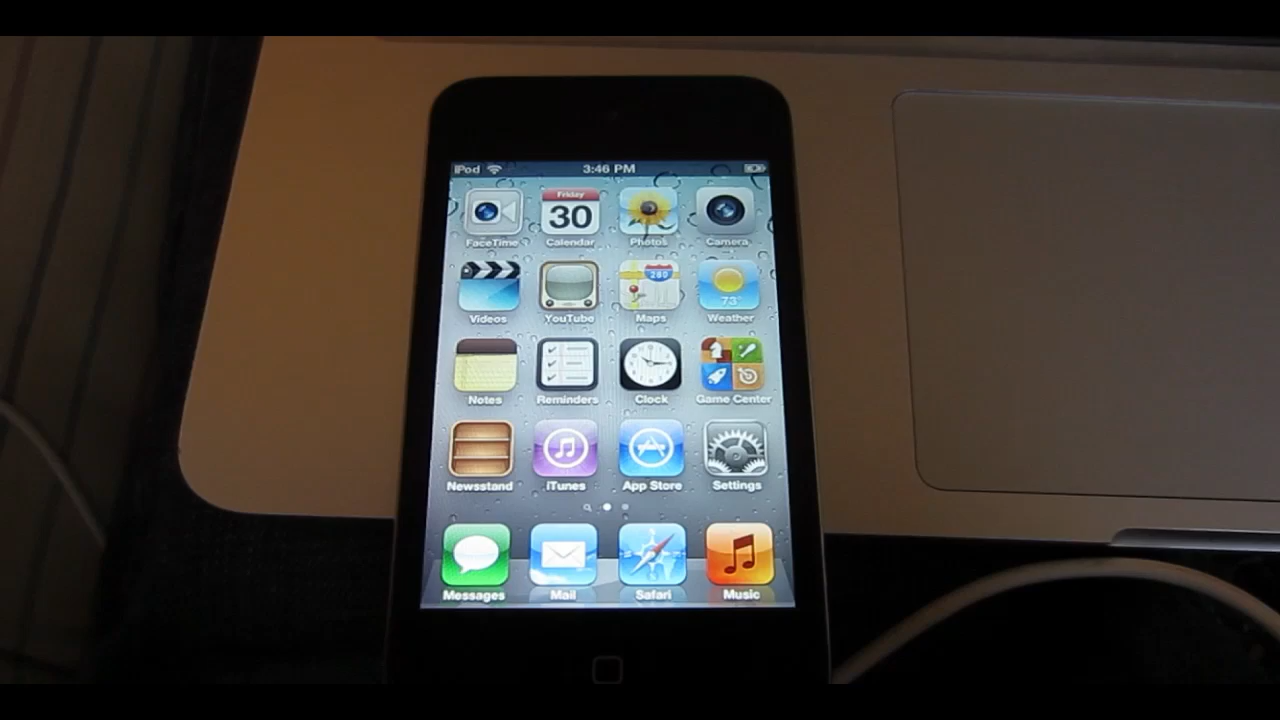 iPod 3:46 PM
Friday
30
73°
280
FaceTime Calendar Photos Camera
Videos YouTube Maps Weather
Notes Reminders Clock Game Center
Newsstand iTunes App Store Settings
Messages Mail Safari Music